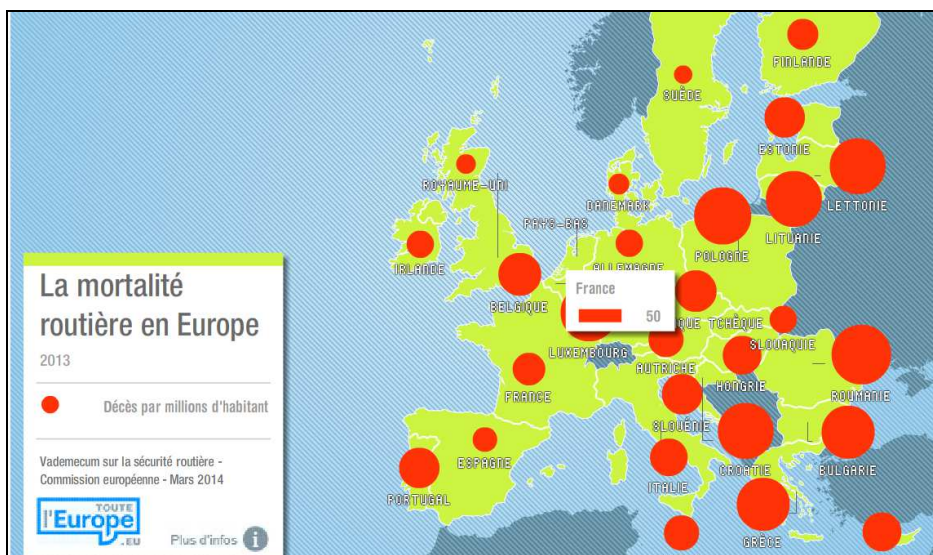 FINLANDE
SUÈDE
ESTONIE
ROYAUME-UNI
LETTONIE
DANEMARK
PAYS-BAS
LITUANIE
POLOGNE
IRLANDE
ALLEMAGNE
BELGIQUE
France
50
QUE TCHÈQUE
SLOVAQUIE
LUXEMBOURG
AUTRICHE
HONGRIE
FRANCE
ROUMANIE
SLOVÉNIE
ESPAGNE
CROATIE
BULGARIE
ITALIE
PORTUGAL
GRÈCE
La mortalité
routière en Europe
2013
Décès par millions d'habitant
Vademecum sur la sécurité routière -
Commission européenne - Mars 2014
TOUTE
l'Europe
.EU
Plus d'infos i